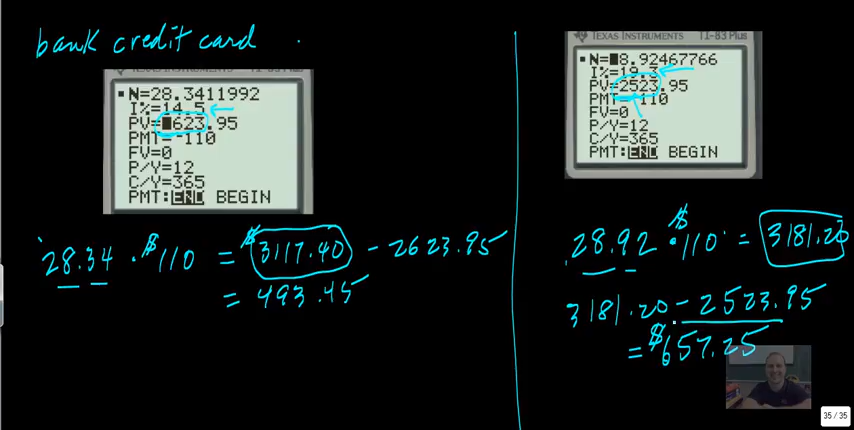 bank credit card
N=28.3411992
I%=14.5
PV=623.95
PMT=-110
FV=0
P/Y=12
C/Y=365
PMT:END BEGIN
28.34 · $110 = $3117.40 - 2623.95
= 493.45
TEXAS INSTRUMENTS TI-83 Plus
N=8.92467766
I%=19.3
PV=2523.95
PMT=-110
FV=0
P/Y=12
C/Y=365
PMT:END BEGIN
28.92 · $110 = 3181.20
3181.20 - 2523.95
= $657.25
35 / 35